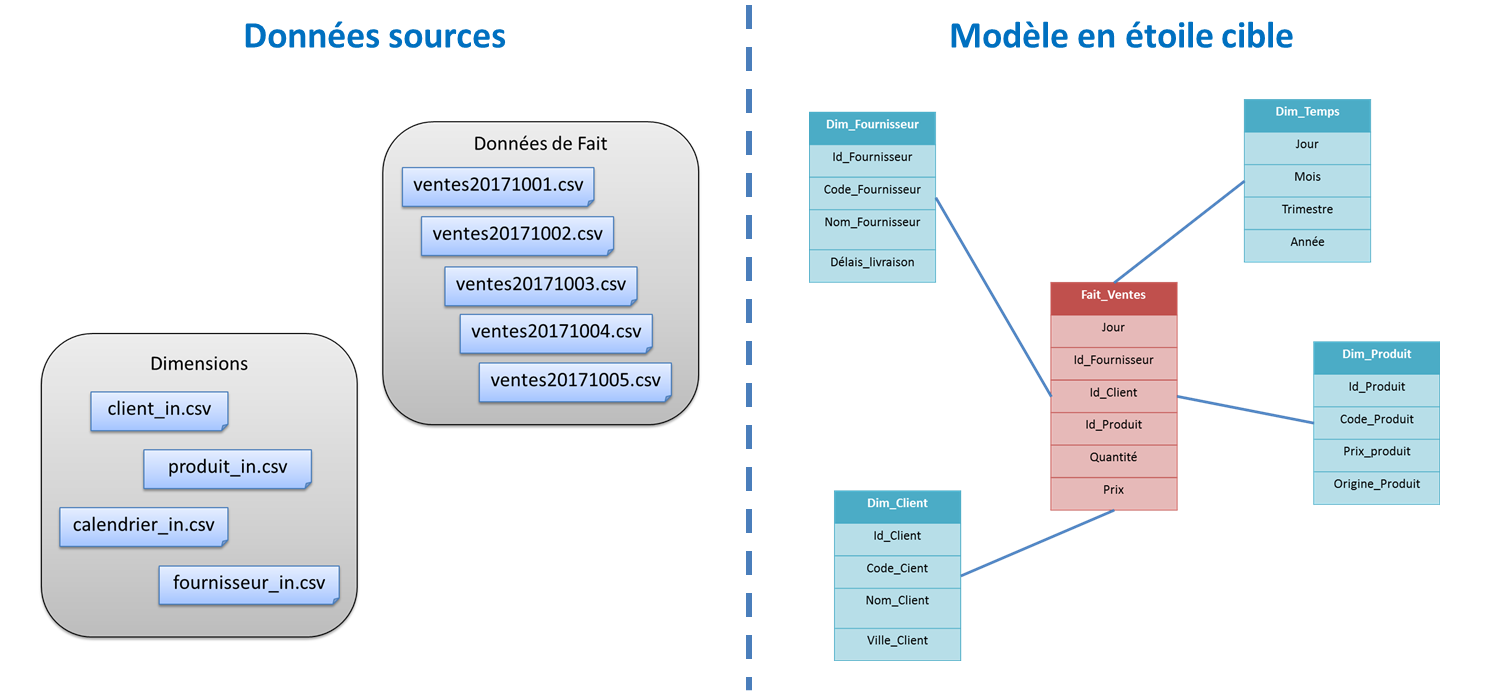 Données sources
Données de Fait
ventes20171001.csv
ventes20171002.csv
ventes20171003.csv
ventes20171004.csv
ventes20171005.csv
Dimensions
client_in.csv
produit_in.csv
calendrier_in.csv
fournisseur_in.csv
Modèle en étoile cible
Dim_Fournisseur
Id_Fournisseur
Code_Fournisseur
Nom_Fournisseur
Délais_livraison
Dim_Temps
Jour
Mois
Trimestre
Année
Fait_Ventes
Jour
Id_Fournisseur
Id_Client
Id_Produit
Quantité
Prix
Dim_Produit
Id_Produit
Code_Produit
Prix_produit
Origine_Produit
Dim_Client
Id_Client
Code_Cient
Nom_Client
Ville_Client